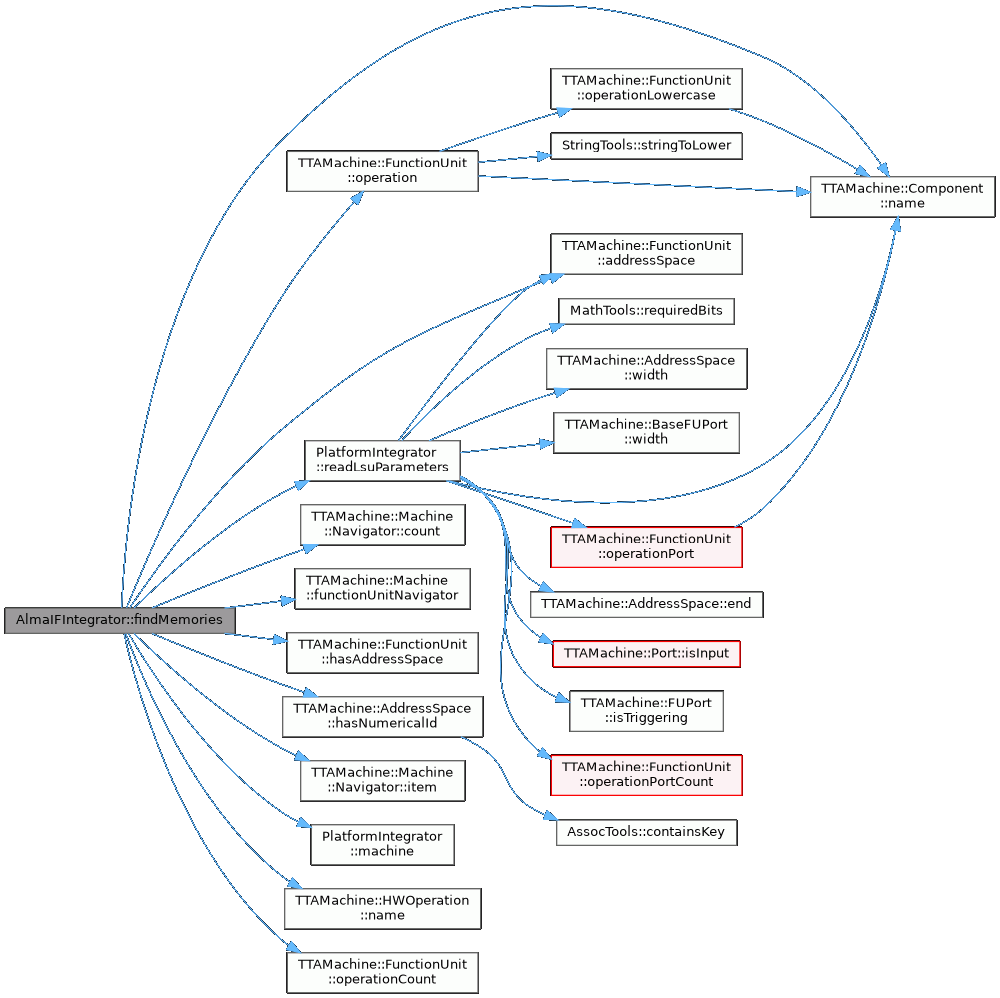 AlmaIFIntegrator::findMemories
TTAMachine::FunctionUnit
::operation
PlatformIntegrator
::readLsuParameters
TTAMachine::Machine
::Navigator::count
TTAMachine::Machine
::functionUnitNavigator
TTAMachine::FunctionUnit
::hasAddressSpace
TTAMachine::AddressSpace
::hasNumericalId
TTAMachine::Machine
::Navigator::item
PlatformIntegrator
::machine
TTAMachine::HWOperation
::name
TTAMachine::FunctionUnit
::operationCount
TTAMachine::FunctionUnit
::operationLowercase
StringTools::stringToLower
TTAMachine::FunctionUnit
::addressSpace
MathTools::requiredBits
TTAMachine::AddressSpace
::width
TTAMachine::BaseFUPort
::width
TTAMachine::FunctionUnit
::operationPort
TTAMachine::AddressSpace::end
TTAMachine::Port::isInput
TTAMachine::FUPort
::isTriggering
TTAMachine::FunctionUnit
::operationPortCount
AssocTools::containsKey
TTAMachine::Component
::name